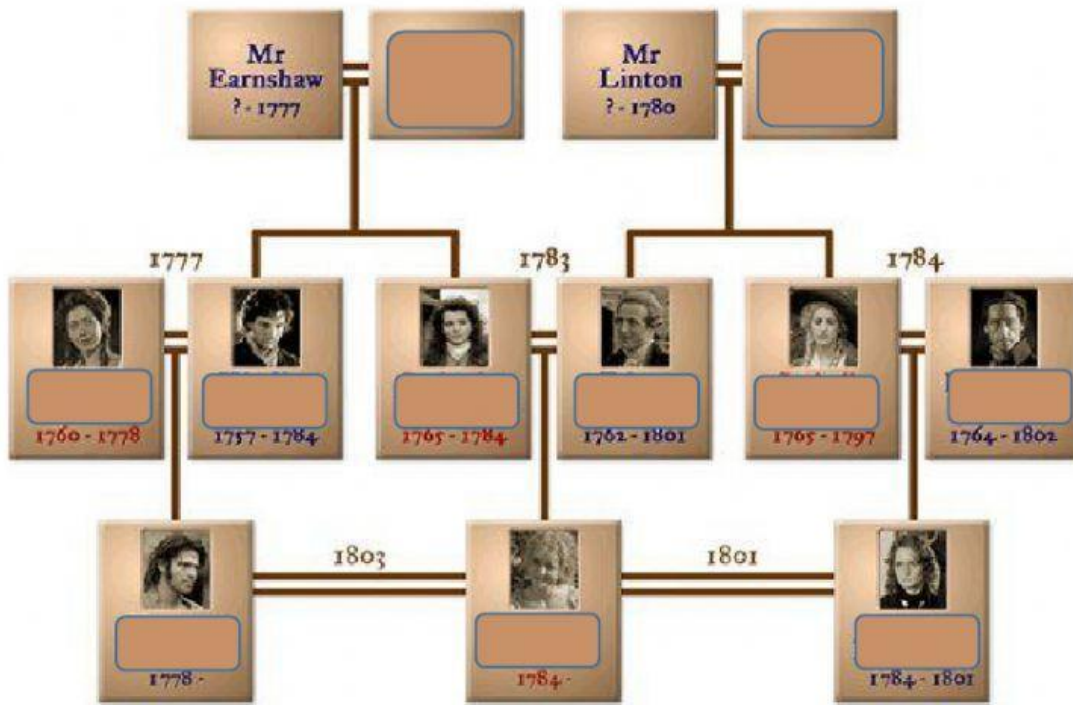 Mr
Earnshaw
? - 1777
Mr
Linton
? - 1780
1777
1783
1784
1760 - 1778
1757 - 1784
1765 - 1784
1762 - 1801
1765 - 1797
1764 - 1802
1803
1801
1778 -
1784 -
1784 - 1801